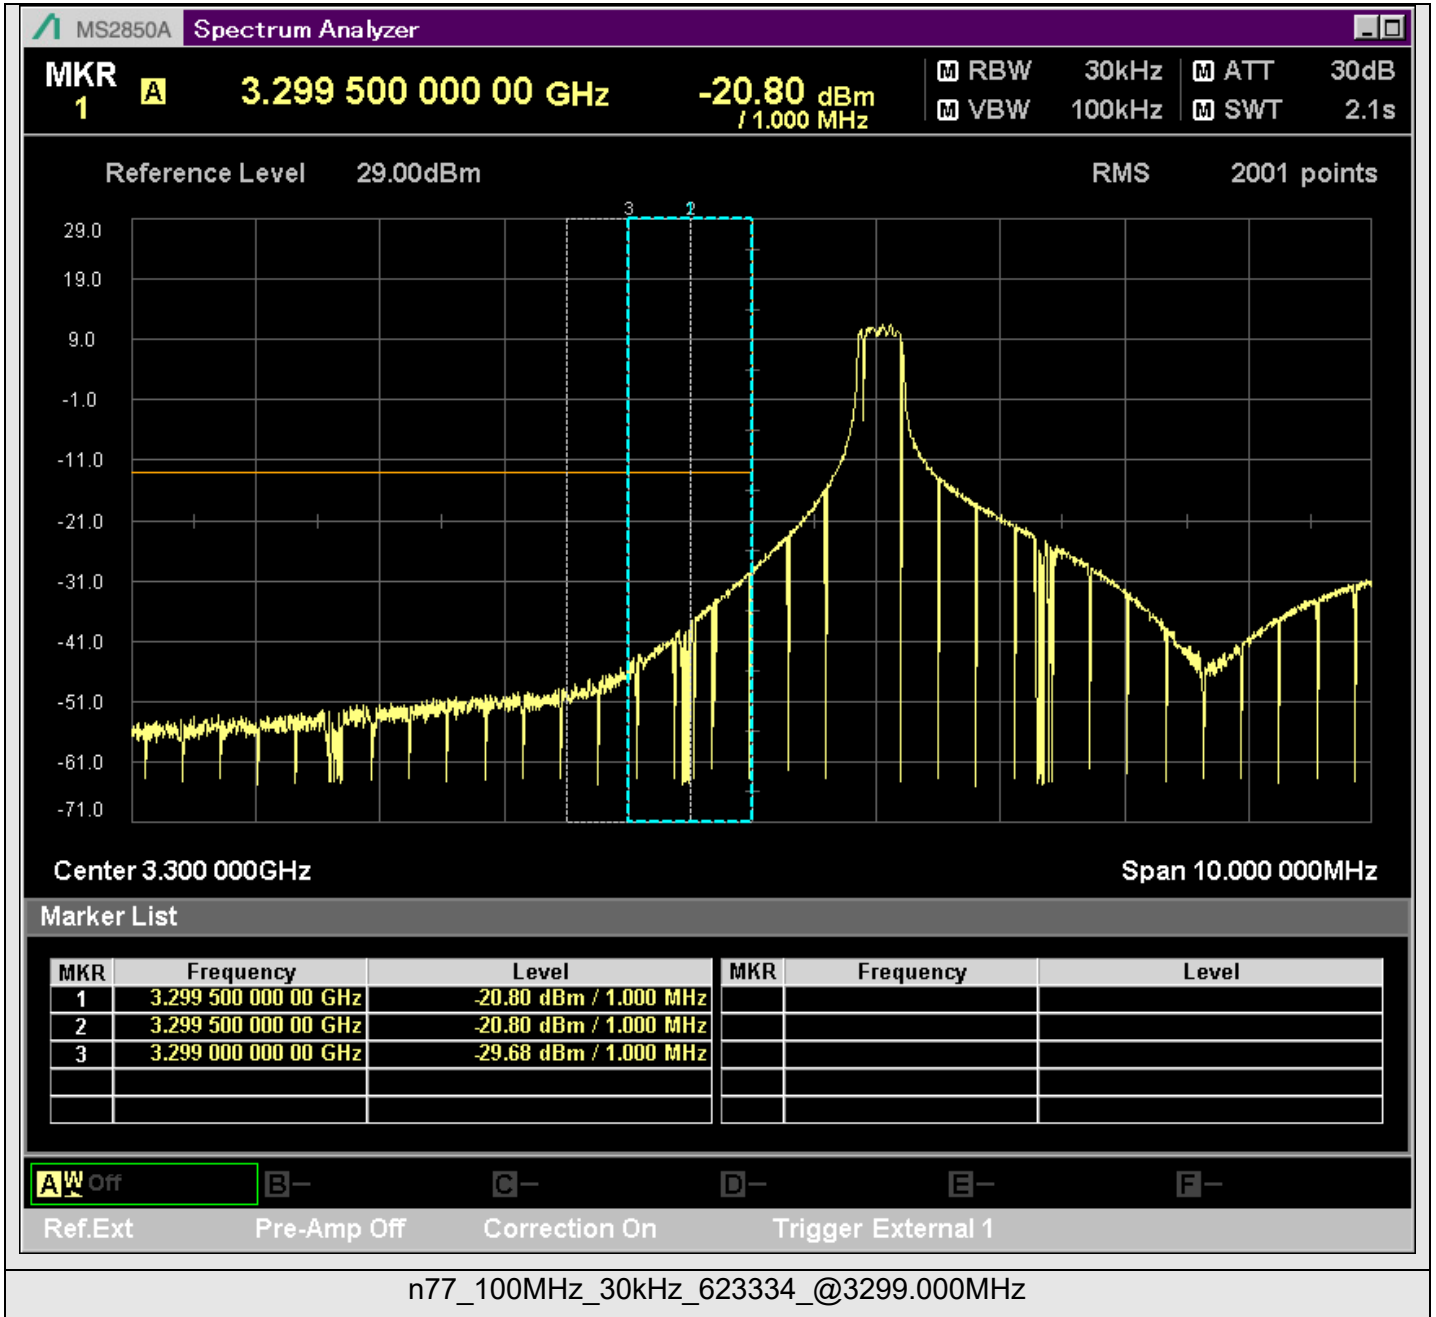 MS2850A Spectrum Analyzer
MKR 1 A 3.299 500 000 00 GHz -20.80 dBm / 1.000 MHz
M RBW 30kHz M ATT 30dB
M VBW 100kHz M SWT 2.1s
Reference Level 29.00dBm RMS 2001 points
3 2
29.0
19.0
9.0
-1.0
-11.0
-21.0
-31.0
-41.0
-51.0
-61.0
-71.0
Center 3.300 000GHz Span 10.000 000MHz
Marker List
MKR Frequency Level MKR Frequency Level
1 3.299 500 000 00 GHz -20.80 dBm / 1.000 MHz
2 3.299 500 000 00 GHz -20.80 dBm / 1.000 MHz
3 3.299 000 000 00 GHz -29.68 dBm / 1.000 MHz
A W Off B – C – D – E – F –
Ref.Ext Pre-Amp Off Correction On Trigger External 1
n77_100MHz_30kHz_623334_@3299.000MHz